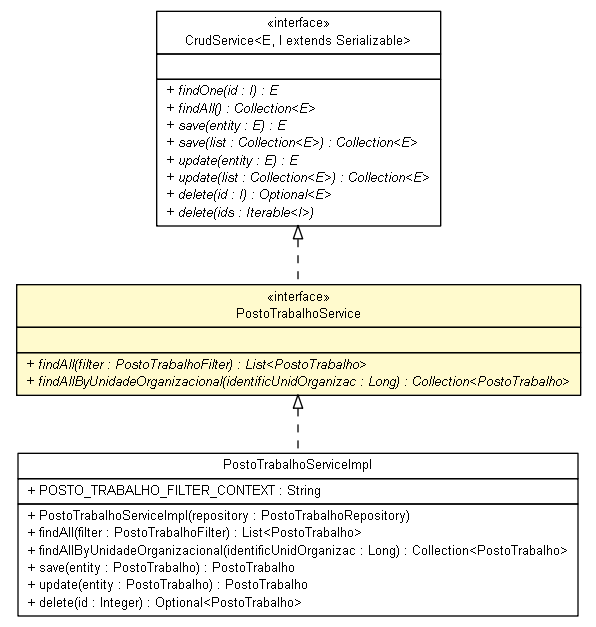 «interface»
CrudService<E, I extends Serializable>
+ findOne(id : I) : E
+ findAll() : Collection<E>
+ save(entity : E) : E
+ save(list : Collection<E>) : Collection<E>
+ update(entity : E) : E
+ update(list : Collection<E>) : Collection<E>
+ delete(id : I) : Optional<E>
+ delete(ids : Iterable<I>)
«interface»
PostoTrabalhoService
+ findAll(filter : PostoTrabalhoFilter) : List<PostoTrabalho>
+ findAllByUnidadeOrganizacional(identificUnidOrganizac : Long) : Collection<PostoTrabalho>
PostoTrabalhoServiceImpl
+ POSTO_TRABALHO_FILTER_CONTEXT : String
+ PostoTrabalhoServiceImpl(repository : PostoTrabalhoRepository)
+ findAll(filter : PostoTrabalhoFilter) : List<PostoTrabalho>
+ findAllByUnidadeOrganizacional(identificUnidOrganizac : Long) : Collection<PostoTrabalho>
+ save(entity : PostoTrabalho) : PostoTrabalho
+ update(entity : PostoTrabalho) : PostoTrabalho
+ delete(id : Integer) : Optional<PostoTrabalho>